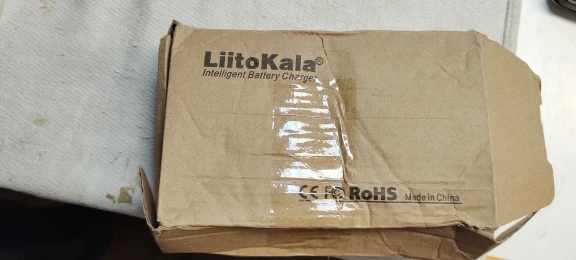 LiitoKala®
Intelligent Battery Charger
CE FC RoHS Made in China